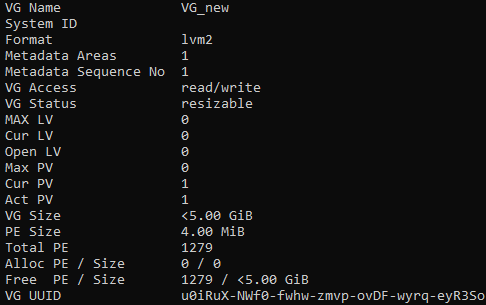 VG Name VG_new
System ID
Format lvm2
Metadata Areas 1
Metadata Sequence No 1
VG Access read/write
VG Status resizable
MAX LV 0
Cur LV 0
Open LV 0
Max PV 0
Cur PV 1
Act PV 1
VG Size <5.00 GiB
PE Size 4.00 MiB
Total PE 1279
Alloc PE / Size 0 / 0
Free PE / Size 1279 / <5.00 GiB
VG UUID u0iRuX-NWf0-fwhw-zmvp-ovDF-wyrq-eyR3So